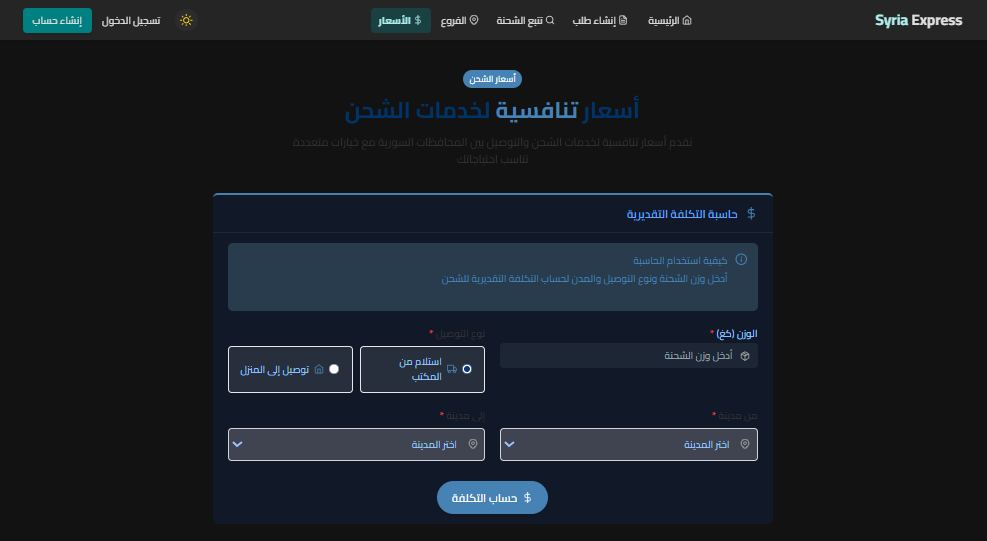 Syria Express
الرئيسية
إنشاء طلب
تتبع الشحنة
الفروع
الأسعار
تسجيل الدخول
إنشاء حساب
أسعار الشحن
أسعار تنافسية لخدمات الشحن
نقدم أسعار تنافسية لخدمات الشحن والتوصيل بين المحافظات السورية مع خيارات متعددة
تناسب احتياجاتك
حاسبة التكلفة التقديرية
كيفية استخدام الحاسبة
أدخل وزن الشحنة ونوع التوصيل والمدن لحساب التكلفة التقديرية للشحن
الوزن (كغ) *
أدخل وزن الشحنة
نوع التوصيل *
استلام من
المكتب
توصيل إلى المنزل
من مدينة *
اختر المدينة
إلى مدينة *
اختر المدينة
حساب التكلفة